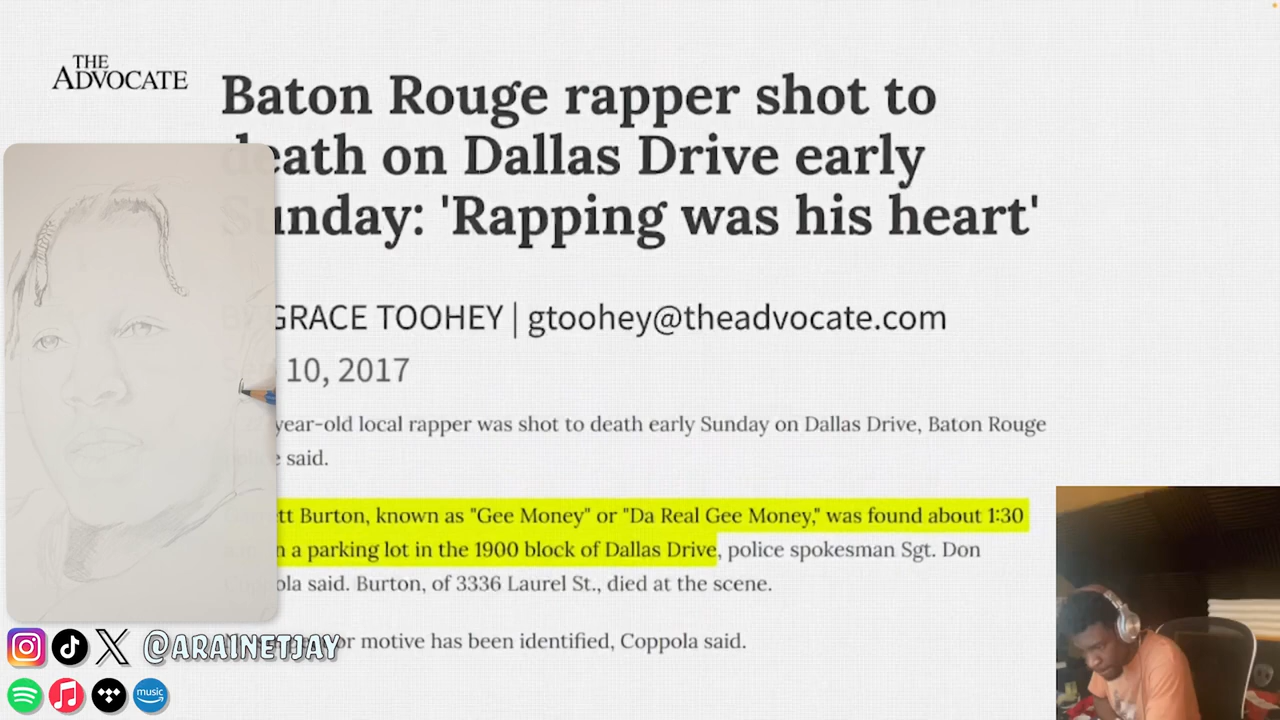 THE
ADVOCATE
Baton Rouge rapper shot to
death on Dallas Drive early
Sunday: 'Rapping was his heart'
GRACE TOOHEY | gtoohey@theadvocate.com
10, 2017
year-old local rapper was shot to death early Sunday on Dallas Drive, Baton Rouge
said.
Burton, known as "Gee Money" or "Da Real Gee Money," was found about 1:30
a parking lot in the 1900 block of Dallas Drive, police spokesman Sgt. Don
Coppola said. Burton, of 3336 Laurel St., died at the scene.
or motive has been identified, Coppola said.
@ARAINETJAY
music